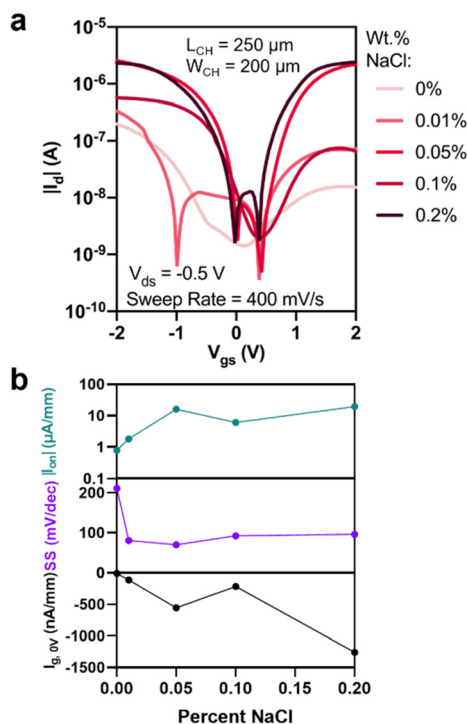 a
10⁻⁵
10⁻⁶
10⁻⁷
10⁻⁸
10⁻⁹
10⁻¹⁰
|I_d| (A)
L_CH = 250 µm
W_CH = 200 µm
V_ds = -0.5 V
Sweep Rate = 400 mV/s
-2 -1 0 1 2
V_gs (V)
Wt.%
NaCl:
0%
0.01%
0.05%
0.1%
0.2%
b
|I_on| (µA/mm)
100
10
1
0.1
SS (mV/dec)
200
100
0
I_g, 0V (nA/mm)
-500
-1000
-1500
0.00 0.05 0.10 0.15 0.20
Percent NaCl